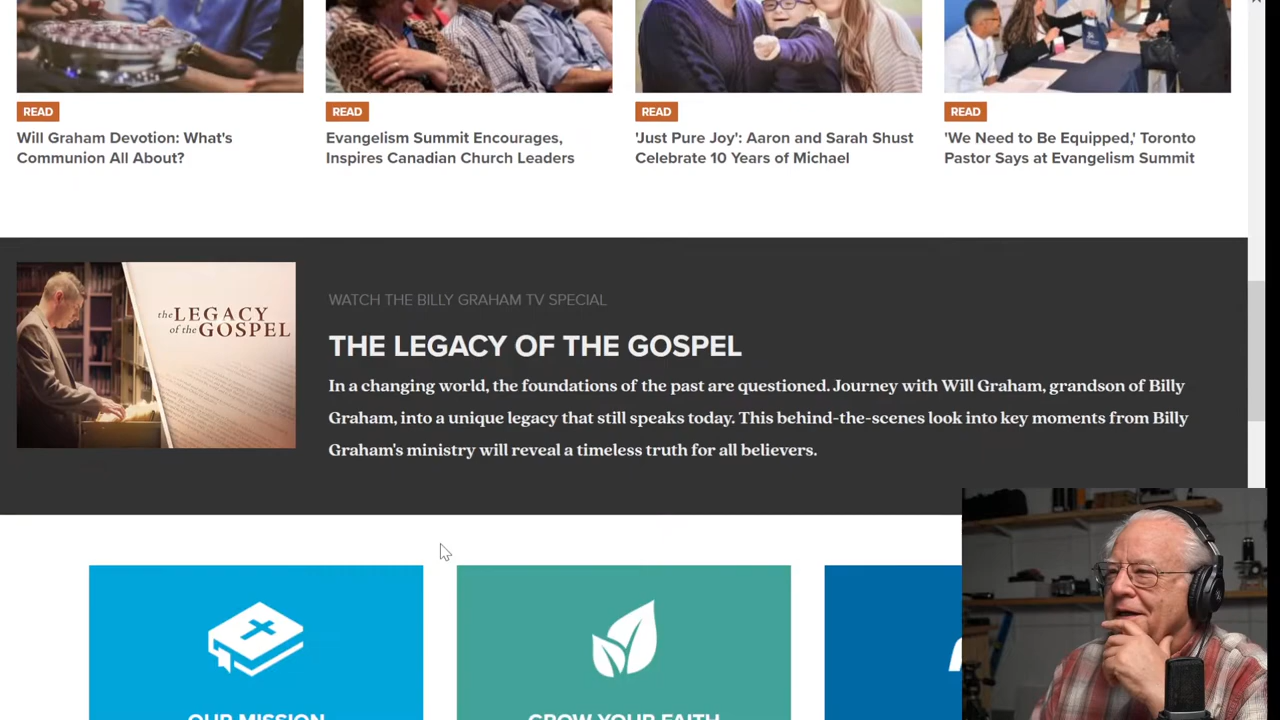 READ
Will Graham Devotion: What's
Communion All About?
READ
Evangelism Summit Encourages,
Inspires Canadian Church Leaders
READ
'Just Pure Joy': Aaron and Sarah Shust
Celebrate 10 Years of Michael
READ
'We Need to Be Equipped,' Toronto
Pastor Says at Evangelism Summit
the LEGACY
of the GOSPEL
WATCH THE BILLY GRAHAM TV SPECIAL
THE LEGACY OF THE GOSPEL
In a changing world, the foundations of the past are questioned. Journey with Will Graham, grandson of Billy
Graham, into a unique legacy that still speaks today. This behind-the-scenes look into key moments from Billy
Graham's ministry will reveal a timeless truth for all believers.
OUR MISSION
GROW YOUR FAITH